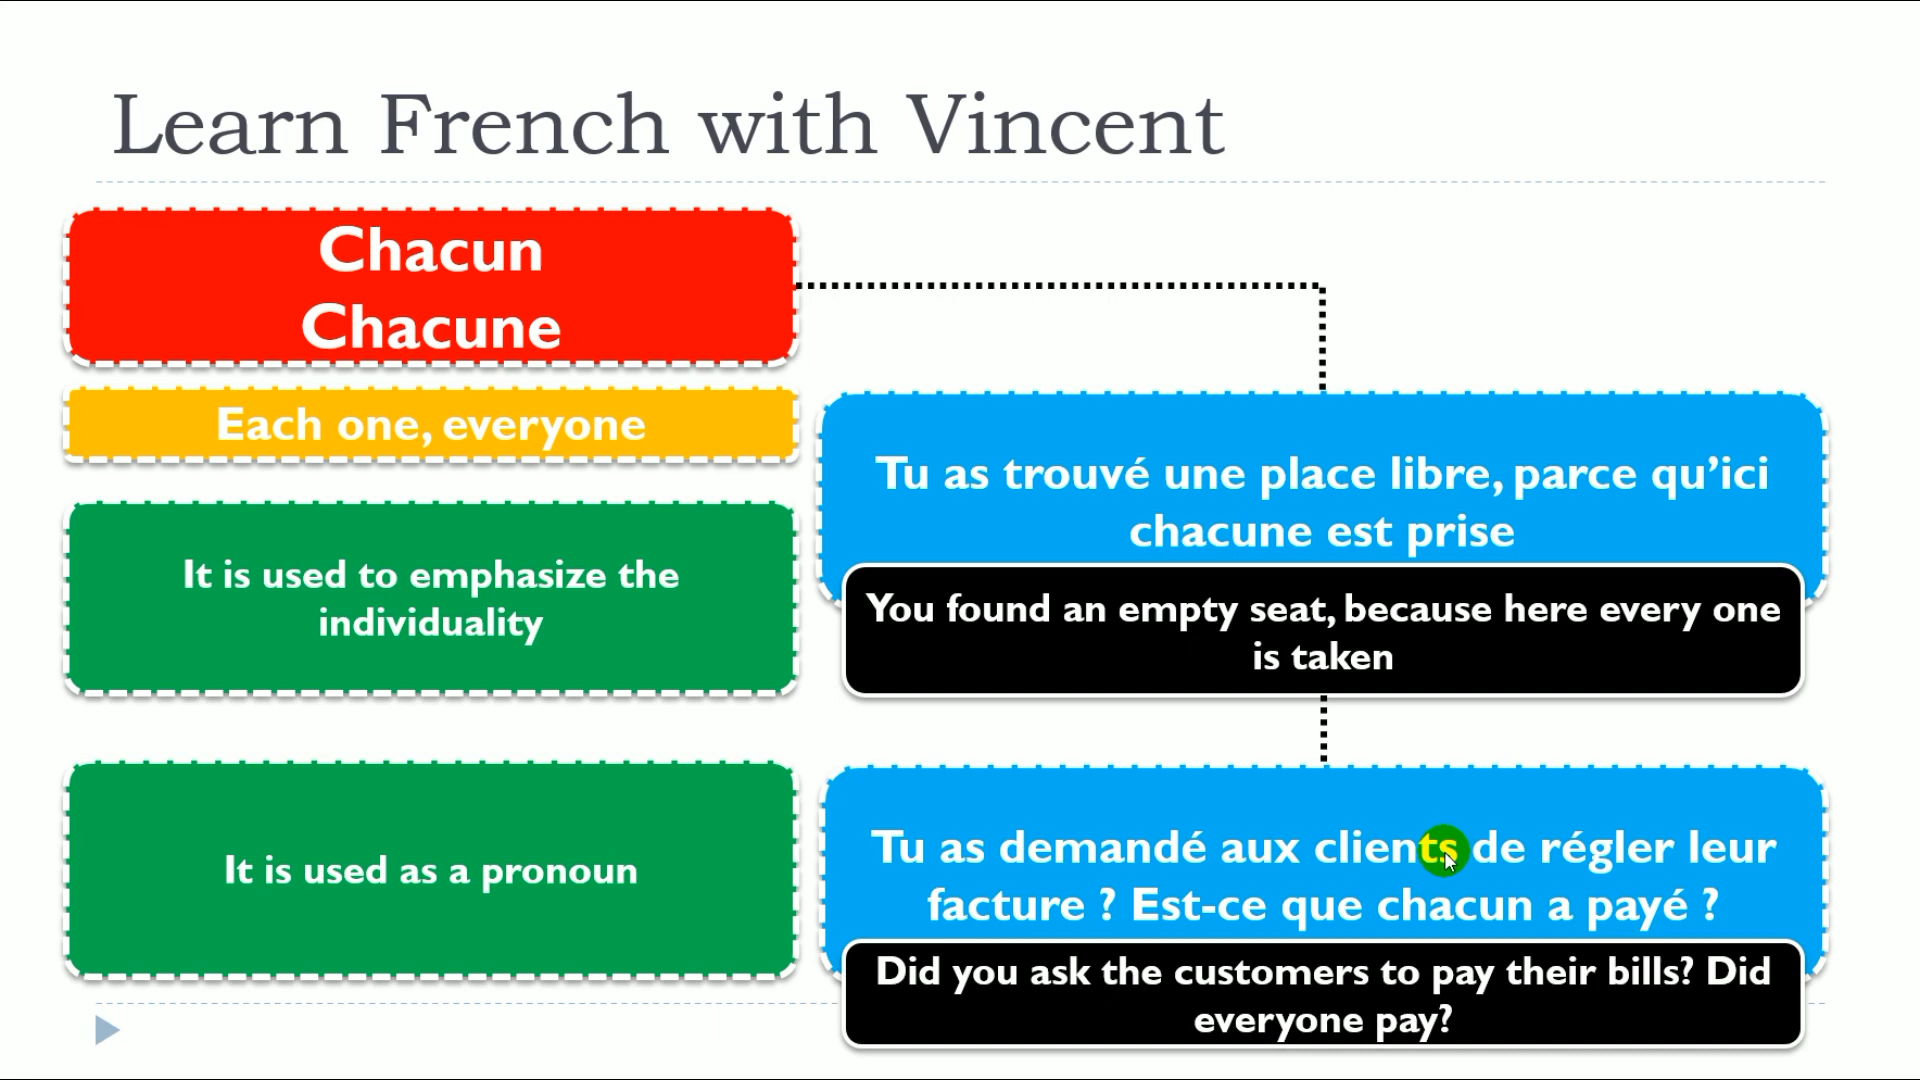 Learn French with Vincent
Chacun
Chacune
Each one, everyone
It is used to emphasize the
individuality
It is used as a pronoun
Tu as trouvé une place libre, parce qu’ici
chacune est prise
You found an empty seat, because here every one
is taken
Tu as demandé aux clients de régler leur
facture ? Est-ce que chacun a payé ?
Did you ask the customers to pay their bills? Did
everyone pay?